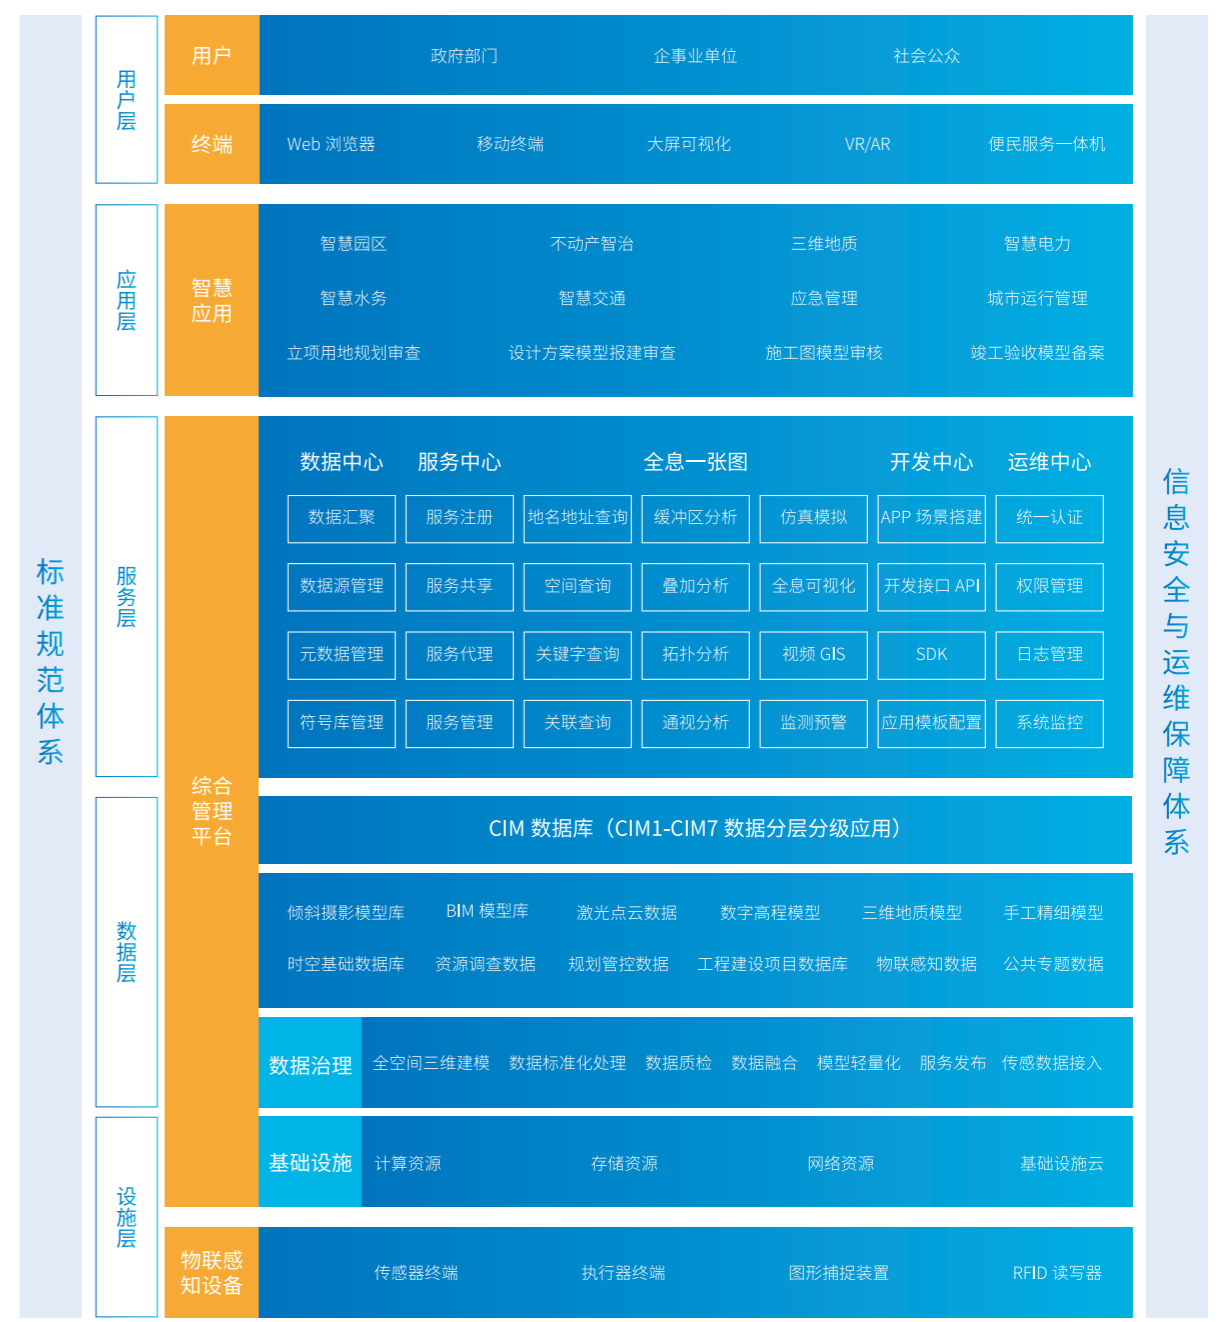 标准规范体系
用户层
用户
政府部门 企事业单位 社会公众
终端
Web 浏览器 移动终端 大屏可视化 VR/AR 便民服务一体机
应用层
智慧
应用
智慧园区 不动产智治 三维地质 智慧电力
智慧水务 智慧交通 应急管理 城市运行管理
立项用地规划审查 设计方案模型报建审查 施工图模型审核 竣工验收模型备案
服务层
综合
管理
平台
数据中心 服务中心 全息一张图 开发中心 运维中心
数据汇聚 服务注册 地名地址查询 缓冲区分析 仿真模拟 APP 场景搭建 统一认证
数据源管理 服务共享 空间查询 叠加分析 全息可视化 开发接口 API 权限管理
元数据管理 服务代理 关键字查询 拓扑分析 视频 GIS SDK 日志管理
符号库管理 服务管理 关联查询 通视分析 监测预警 应用模板配置 系统监控
数据层
CIM 数据库（CIM1-CIM7 数据分层分级应用）
倾斜摄影模型库 BIM 模型库 激光点云数据 数字高程模型 三维地质模型 手工精细模型
时空基础数据库 资源调查数据 规划管控数据 工程建设项目数据库 物联感知数据 公共专题数据
数据治理 全空间三维建模 数据标准化处理 数据质检 数据融合 模型轻量化 服务发布 传感数据接入
设施层
基础设施 计算资源 存储资源 网络资源 基础设施云
物联感
知设备
传感器终端 执行器终端 图形捕捉装置 RFID 读写器
信息安全与运维保障体系